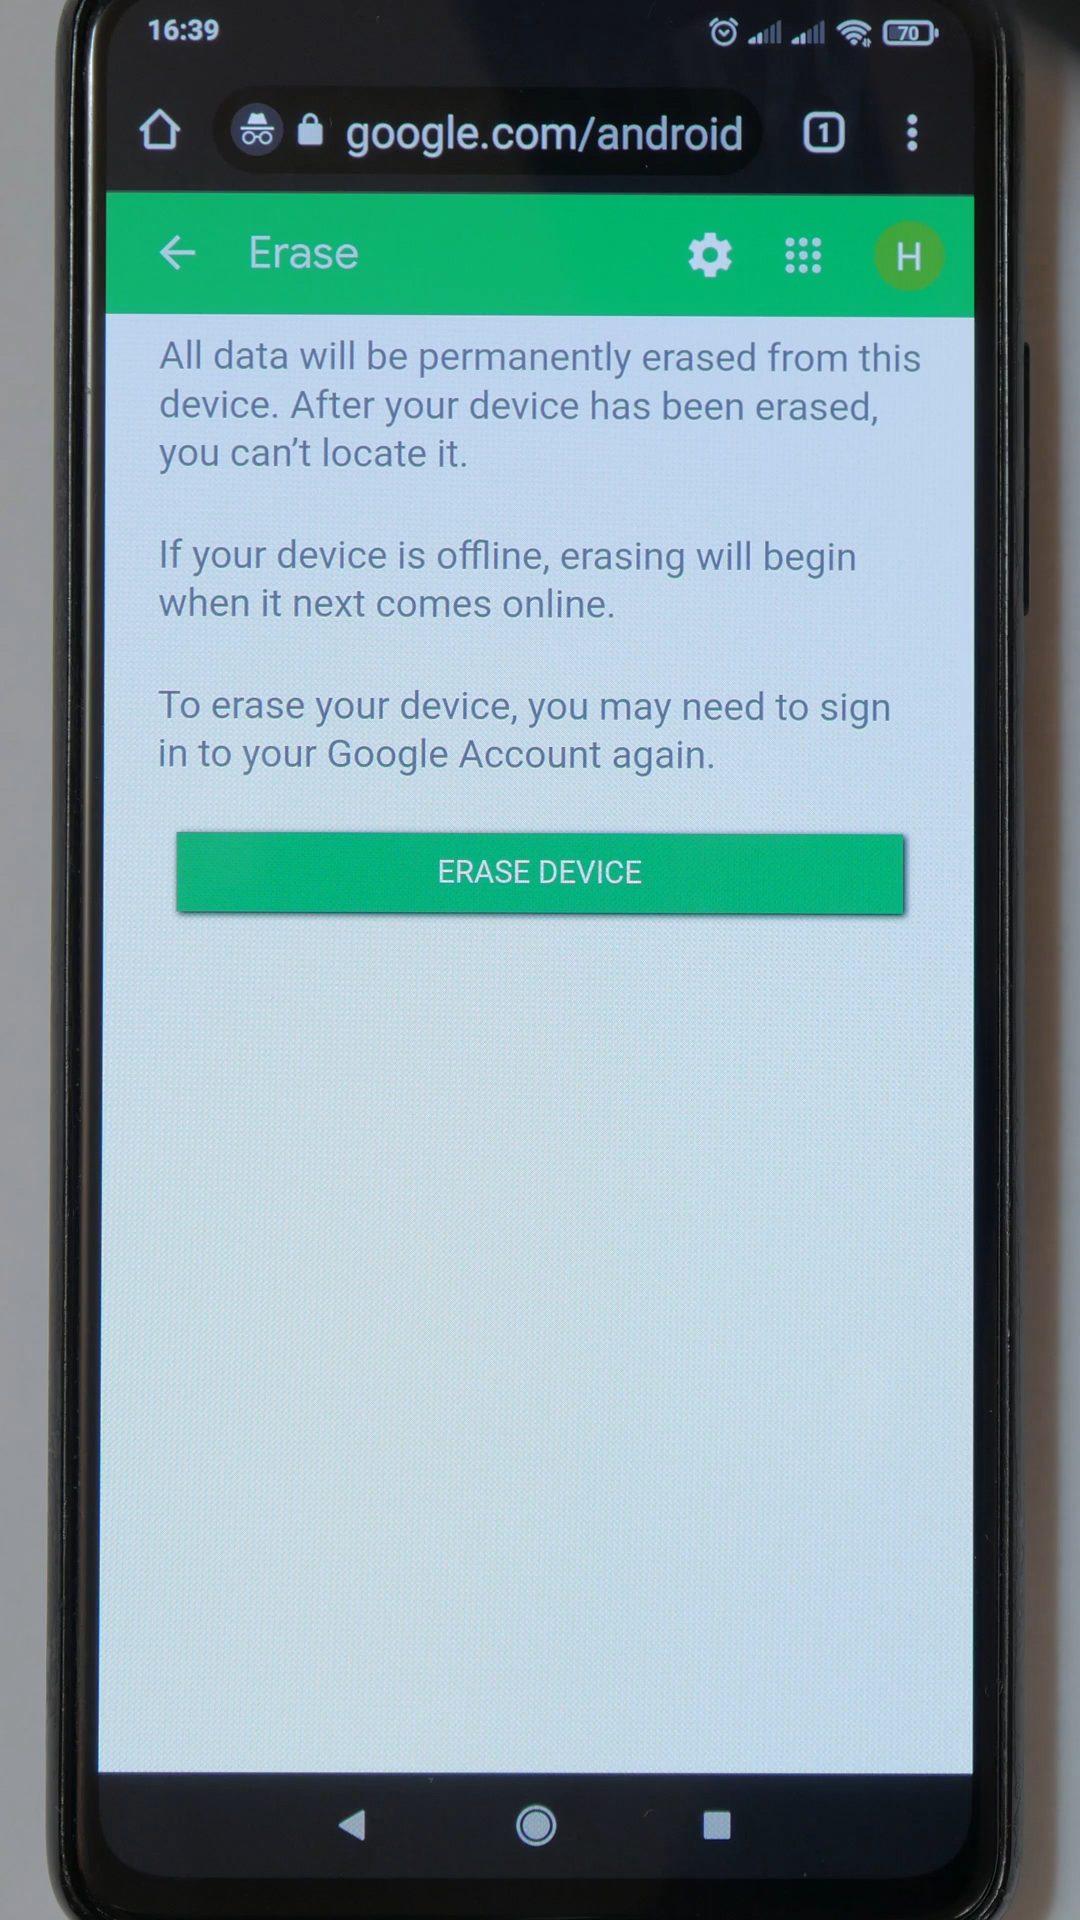 16:39
70
google.com/android
1
Erase
H
All data will be permanently erased from this
device. After your device has been erased,
you can’t locate it.
If your device is offline, erasing will begin
when it next comes online.
To erase your device, you may need to sign
in to your Google Account again.
ERASE DEVICE